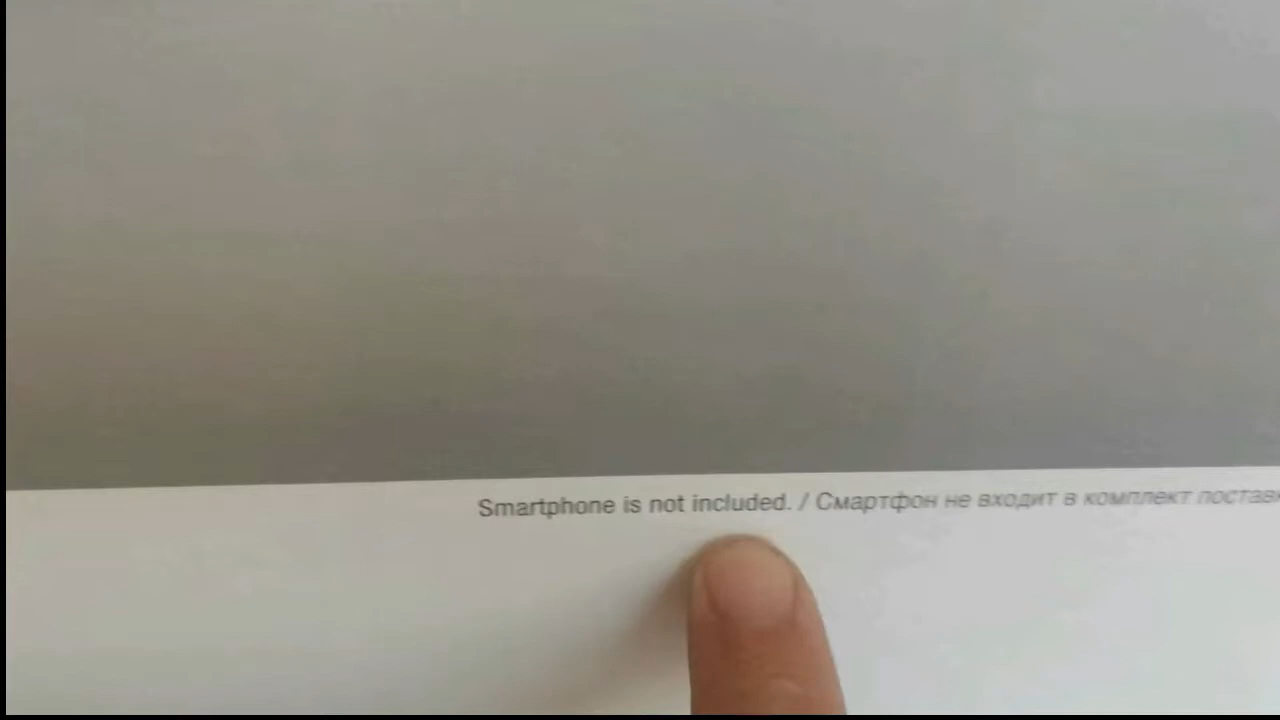 Smartphone is not included. / Смартфон не входит в комплект